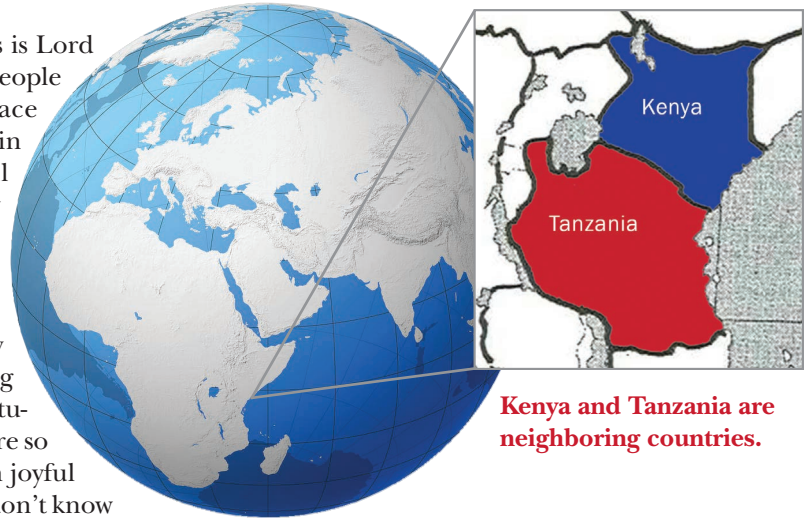 s is Lord
eople
ace
in
l
g
tu-
re so
joyful
on't know
Kenya
Tanzania
Kenya and Tanzania are
neighboring countries.